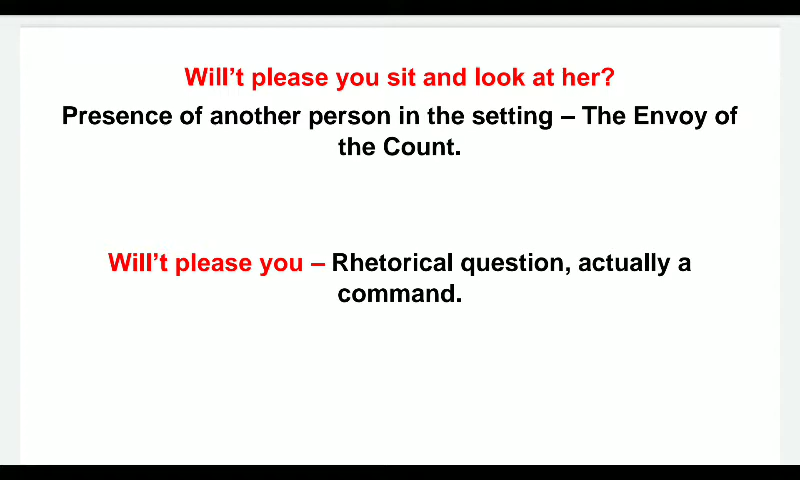 Will’t please you sit and look at her?
Presence of another person in the setting – The Envoy of
the Count.
Will’t please you – Rhetorical question, actually a
command.